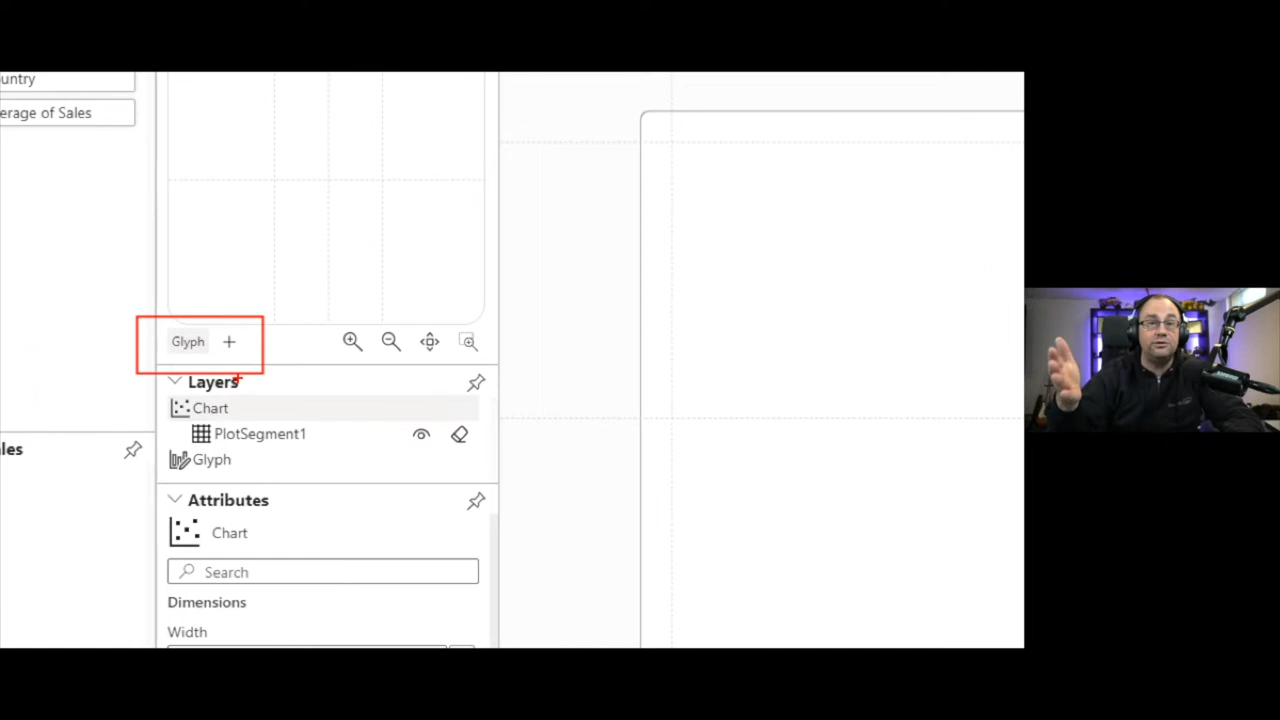 untry
erage of Sales
Glyph +
Layers
Chart
PlotSegment1
Glyph
les
Attributes
Chart
Search
Dimensions
Width